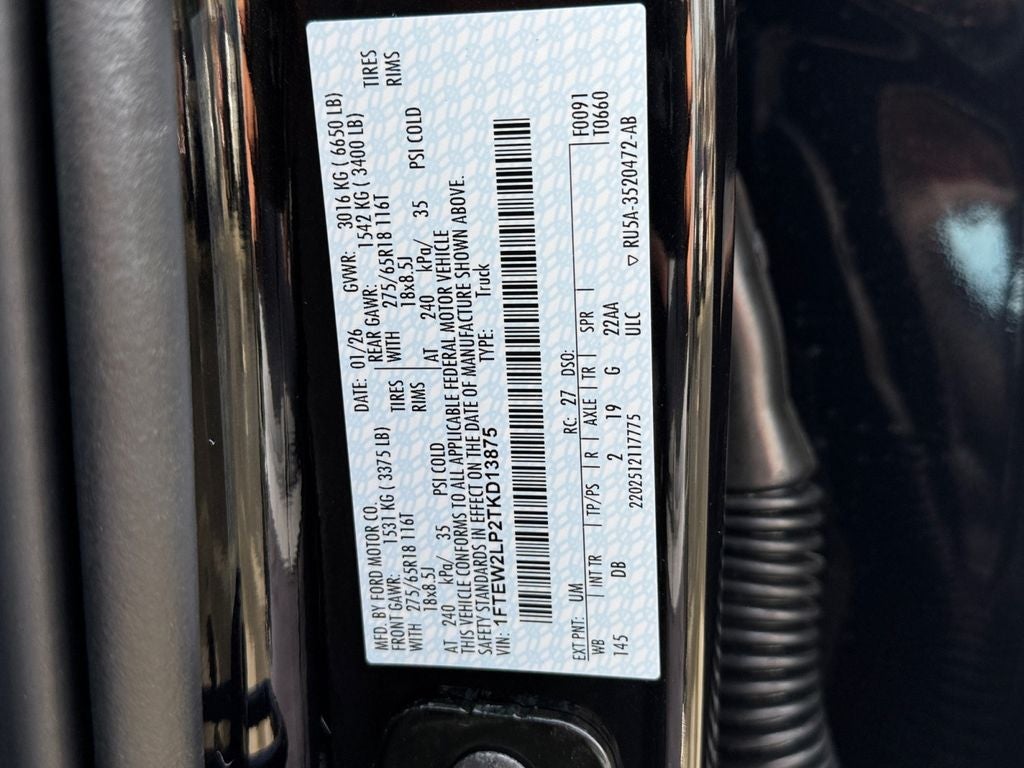 MFD. BY FORD MOTOR CO. DATE: 01/26 GVWR: 3016 KG ( 6650 LB)
FRONT GAWR: 1531 KG ( 3375 LB) REAR GAWR: 1542 KG ( 3400 LB)
WITH 275/65R18 116T TIRES WITH 275/65R18 116T TIRES
18x8.5J RIMS 18x8.5J RIMS
AT 240 kPa/ 35 PSI COLD AT 240 kPa/ 35 PSI COLD
THIS VEHICLE CONFORMS TO ALL APPLICABLE FEDERAL MOTOR VEHICLE
SAFETY STANDARDS IN EFFECT ON THE DATE OF MANUFACTURE SHOWN ABOVE.
VIN: 1FTEW2LP2TKD13875 TYPE: Truck
EXT PNT: UM RC: 27 DSO: F0091
WB | INT TR | TP/PS | R | AXLE | TR | SPR | T0660
145 DB 2 19 G 22AA
2202512117775 ULC ▽ RU5A-3520472-AB